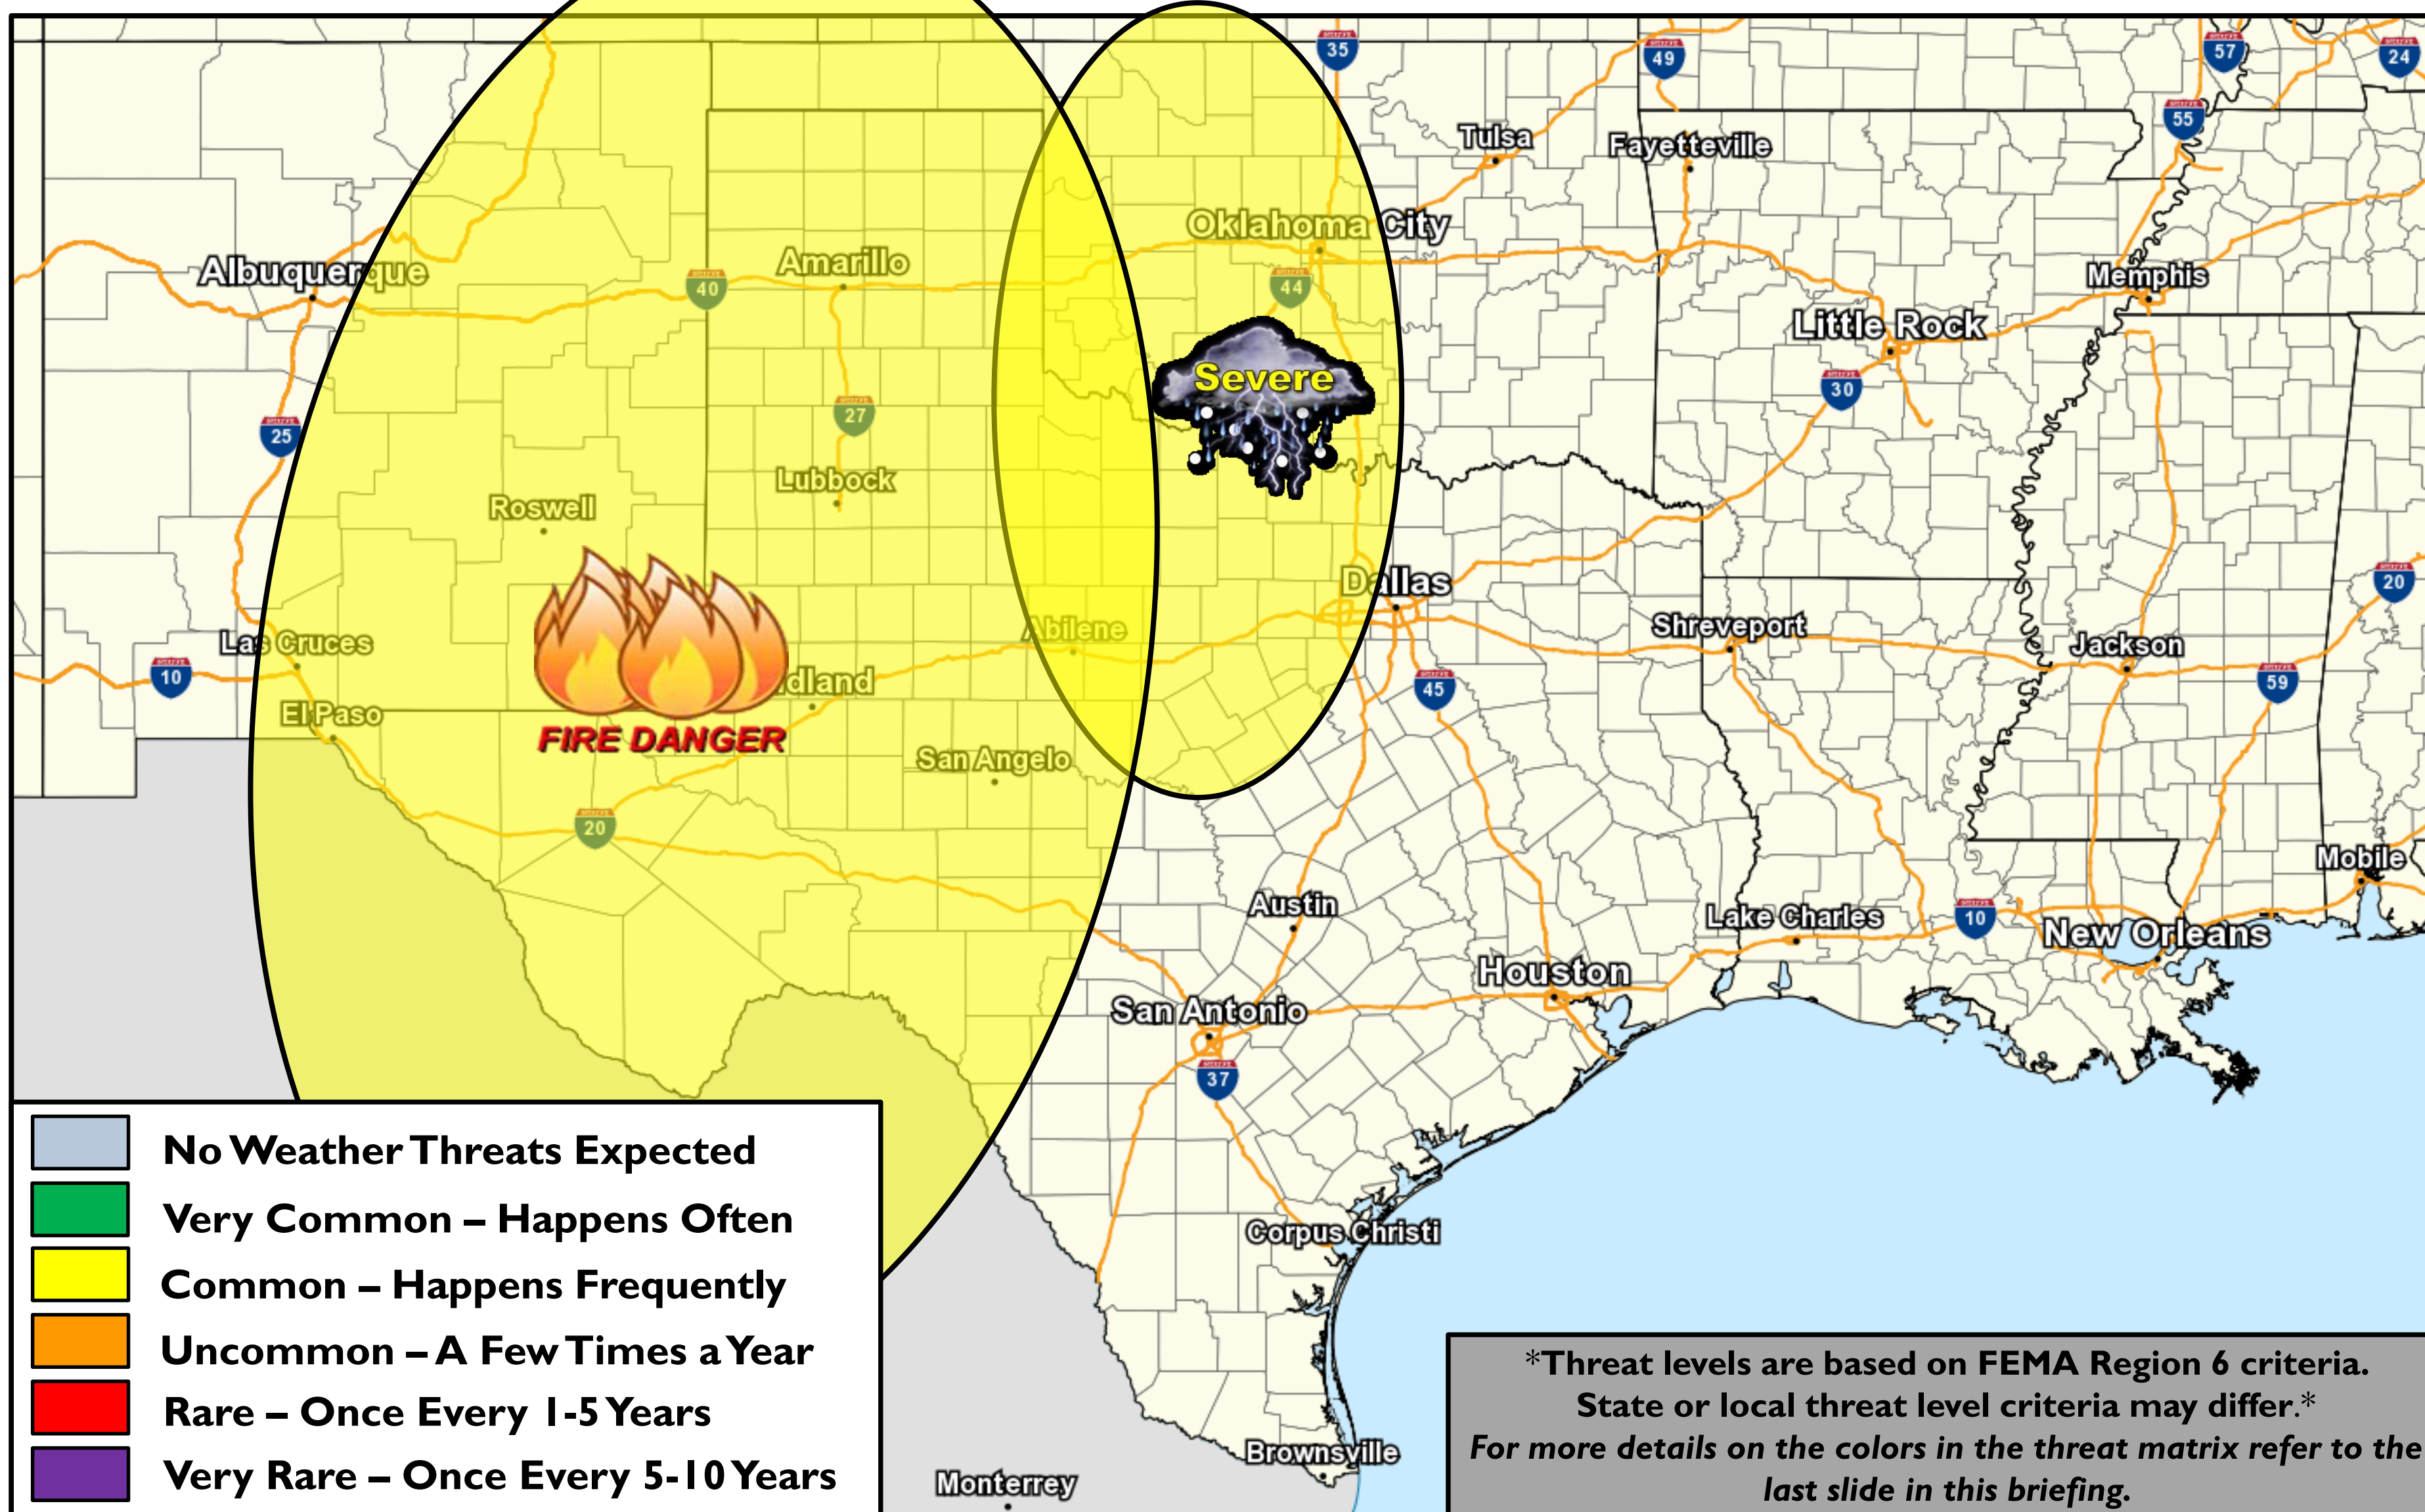 35
49
57
24
55
Tulsa
Fayetteville
Oklahoma City
Albuquerque
Amarillo
40
44
Memphis
Little Rock
Severe
30
27
25
Lubbock
Roswell
Dallas
20
Abilene
Shreveport
Las Cruces
Jackson
10
dland
45
59
El Paso
FIRE DANGER
San Angelo
20
Mobile
Austin
Lake Charles
10
New Orleans
Houston
San Antonio
37
Corpus Christi
Brownsville
Monterrey
No Weather Threats Expected
Very Common – Happens Often
Common – Happens Frequently
Uncommon – A Few Times a Year
Rare – Once Every 1-5 Years
Very Rare – Once Every 5-10 Years
*Threat levels are based on FEMA Region 6 criteria.
State or local threat level criteria may differ.*
For more details on the colors in the threat matrix refer to the
last slide in this briefing.